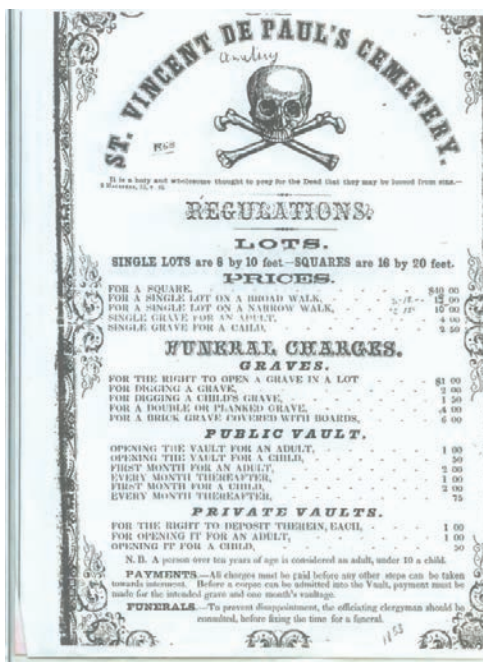 ST. VINCENT DE PAUL'S CEMETERY.
Cemetery
It is a holy and wholesome thought to pray for the Dead that they may be loosed from sins.—
REGULATIONS.
LOTS.
SINGLE LOTS are 8 by 10 feet—SQUARES are 16 by 20 feet.
PRICES.
FOR A SQUARE, $40 00
FOR A SINGLE LOT ON A BROAD WALK, 12 00
FOR A SINGLE LOT ON A NARROW WALK, 10 00
SINGLE GRAVE FOR AN ADULT, 4 00
SINGLE GRAVE FOR A CHILD, 2 50
FUNERAL CHARGES.
GRAVES.
FOR THE RIGHT TO OPEN A GRAVE IN A LOT $1 00
FOR DIGGING A GRAVE, 2 00
FOR DIGGING A CHILD'S GRAVE, 1 50
FOR A DOUBLE OR PLANKED GRAVE, 4 00
FOR A BRICK GRAVE COVERED WITH BOARDS, 6 00
PUBLIC VAULT.
OPENING THE VAULT FOR AN ADULT, 1 00
OPENING THE VAULT FOR A CHILD, 50
FIRST MONTH FOR AN ADULT, 2 00
EVERY MONTH THEREAFTER, 1 00
FIRST MONTH FOR A CHILD, 2 00
EVERY MONTH THEREAFTER, 75
PRIVATE VAULTS.
FOR THE RIGHT TO DEPOSIT THEREIN, EACH, 1 00
FOR OPENING IT FOR AN ADULT, 1 00
OPENING IT FOR A CHILD, 50
N. B. A person over ten years of age is considered an adult, under 10 a child.
PAYMENTS.—All charges must be paid before any other steps can be taken
towards interment. Before a corpse can be admitted into the Vault, payment must be
made for the intended grave and one month's vaultage.
FUNERALS.—To prevent disappointment, the officiating clergyman should be
consulted, before fixing the time for a funeral.
1853